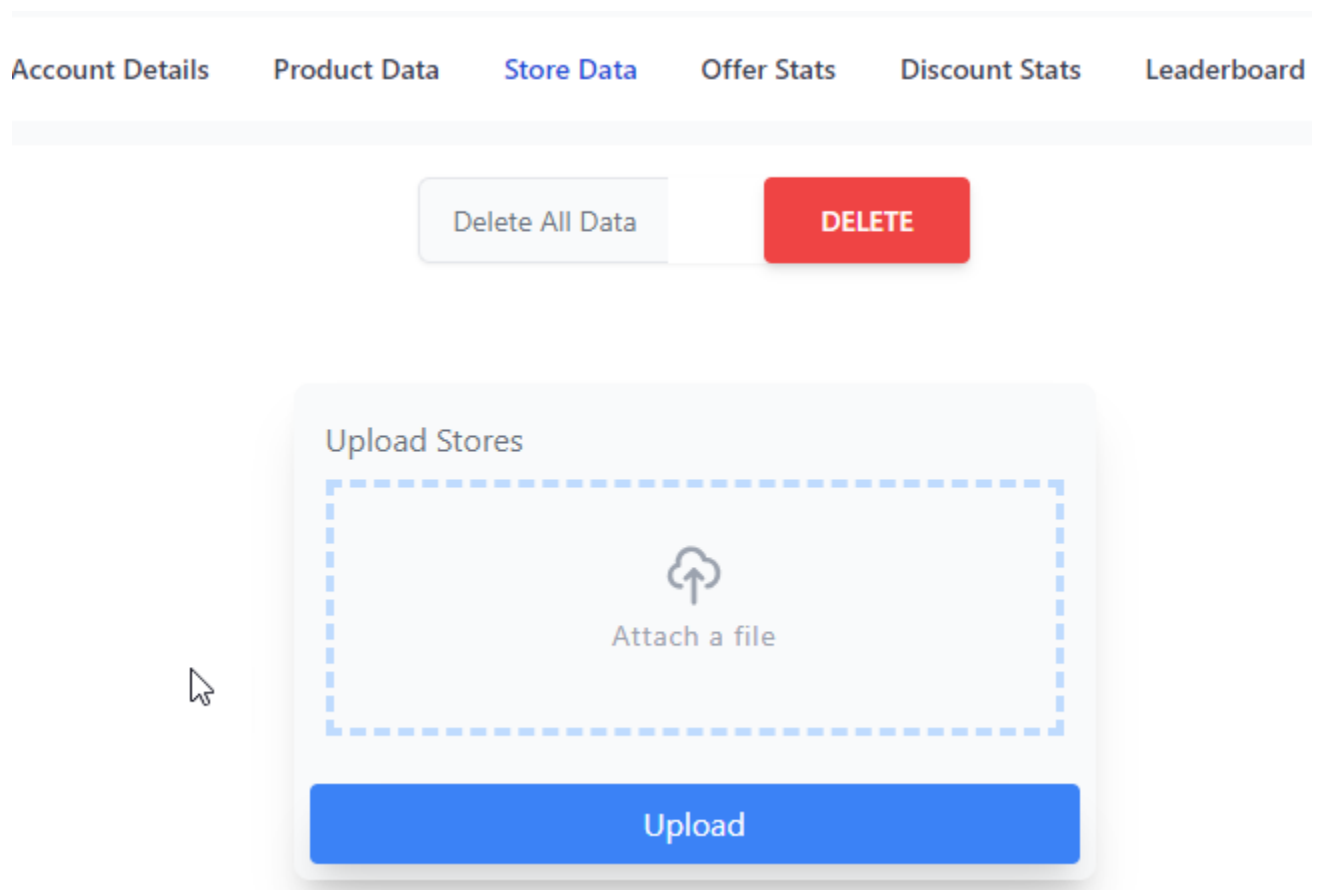 Account Details Product Data Store Data Offer Stats Discount Stats Leaderboard
Delete All Data DELETE
Upload Stores
Attach a file
Upload